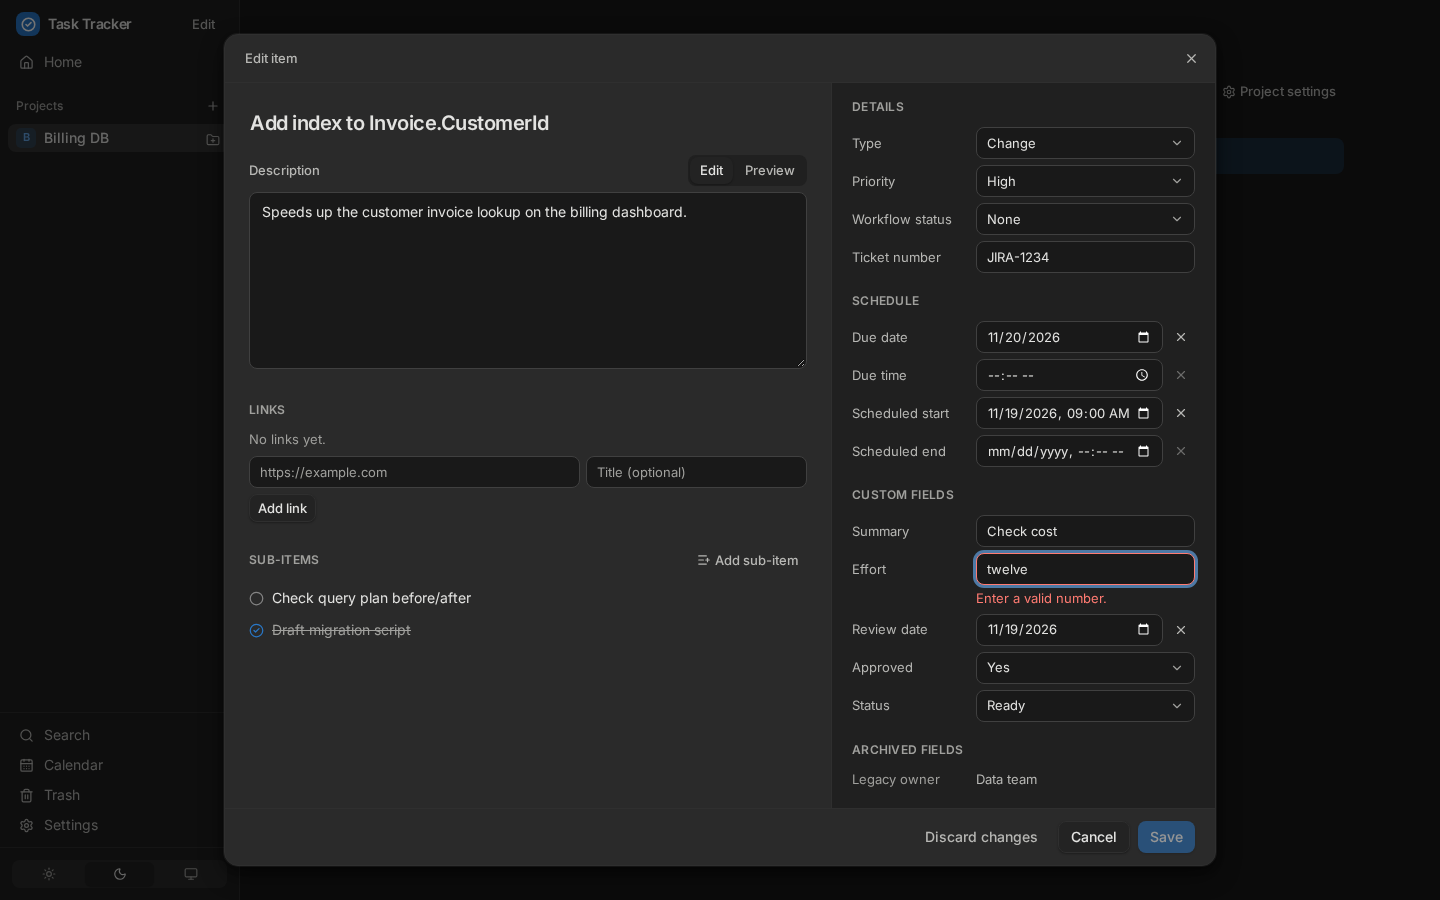 Task Tracker
Edit
Home
Projects
B
Billing DB
Search
Calendar
Trash
Settings
Project settings
Edit item
Add index to Invoice.CustomerId
Description
Edit
Preview
Speeds up the customer invoice lookup on the billing dashboard.
LINKS
No links yet.
https://example.com
Title (optional)
Add link
SUB-ITEMS
Add sub-item
Check query plan before/after
Draft migration script
DETAILS
Type
Change
Priority
High
Workflow status
None
Ticket number
JIRA-1234
SCHEDULE
Due date
11/20/2026
Due time
--:-- --
Scheduled start
11/19/2026, 09:00 AM
Scheduled end
mm/dd/yyyy, --:-- --
CUSTOM FIELDS
Summary
Check cost
Effort
twelve
Enter a valid number.
Review date
11/19/2026
Approved
Yes
Status
Ready
ARCHIVED FIELDS
Legacy owner
Data team
Discard changes
Cancel
Save